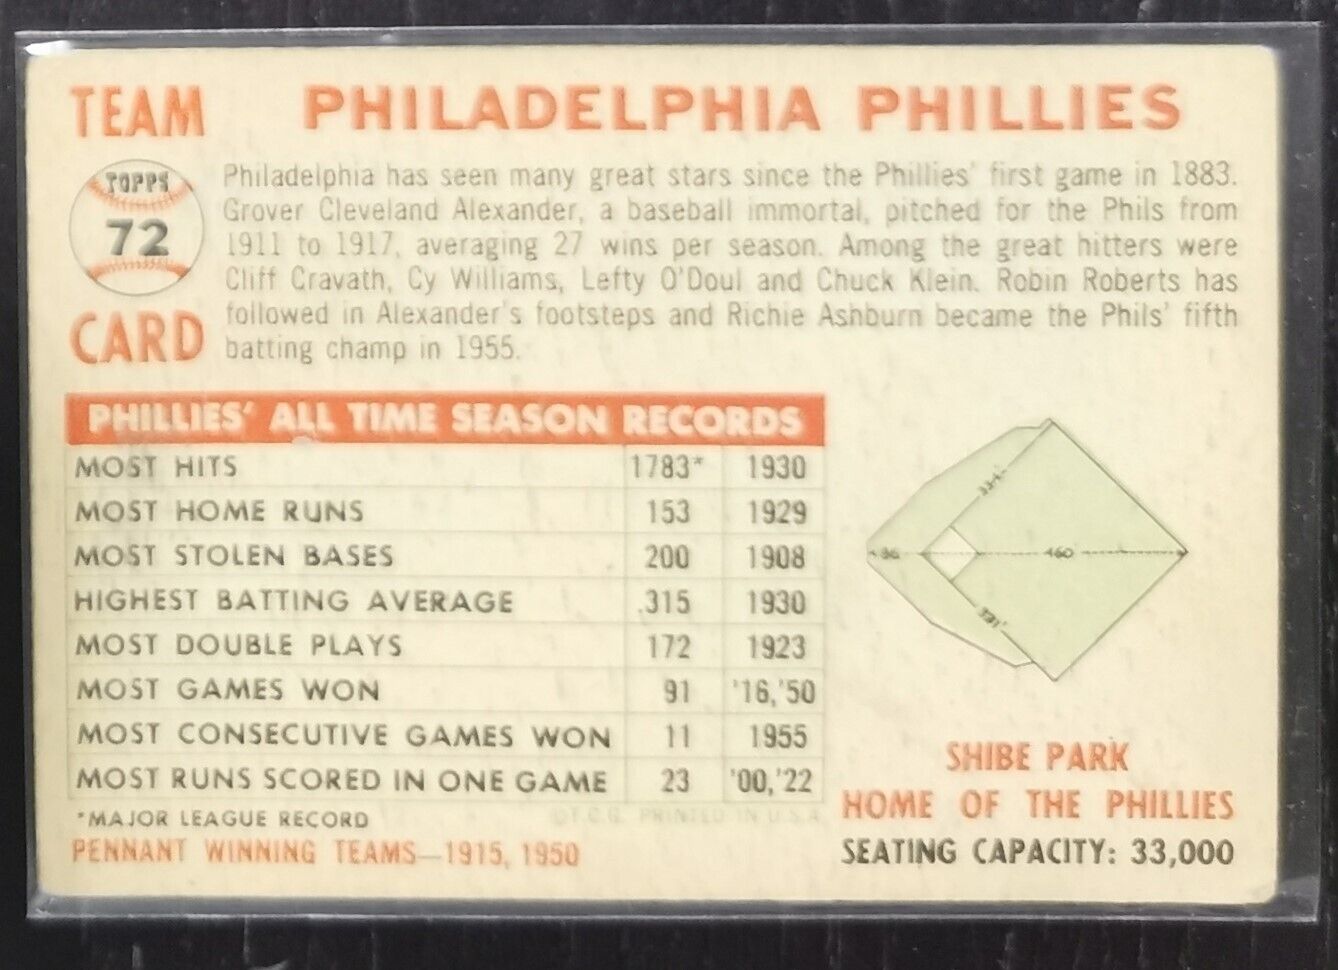 TEAM
PHILADELPHIA PHILLIES
TOPPS
72
CARD
Philadelphia has seen many great stars since the Phillies' first game in 1883.
Grover Cleveland Alexander, a baseball immortal, pitched for the Phils from
1911 to 1917, averaging 27 wins per season. Among the great hitters were
Cliff Cravath, Cy Williams, Lefty O'Doul and Chuck Klein. Robin Roberts has
followed in Alexander's footsteps and Richie Ashburn became the Phils' fifth
batting champ in 1955.
PHILLIES' ALL TIME SEASON RECORDS
MOST HITS 1783* 1930
MOST HOME RUNS 153 1929
MOST STOLEN BASES 200 1908
HIGHEST BATTING AVERAGE .315 1930
MOST DOUBLE PLAYS 172 1923
MOST GAMES WON 91 '16,'50
MOST CONSECUTIVE GAMES WON 11 1955
MOST RUNS SCORED IN ONE GAME 23 '00,'22
*MAJOR LEAGUE RECORD
©T.C.G. PRINTED IN U.S.A.
PENNANT WINNING TEAMS—1915, 1950
460
SHIBE PARK
HOME OF THE PHILLIES
SEATING CAPACITY: 33,000